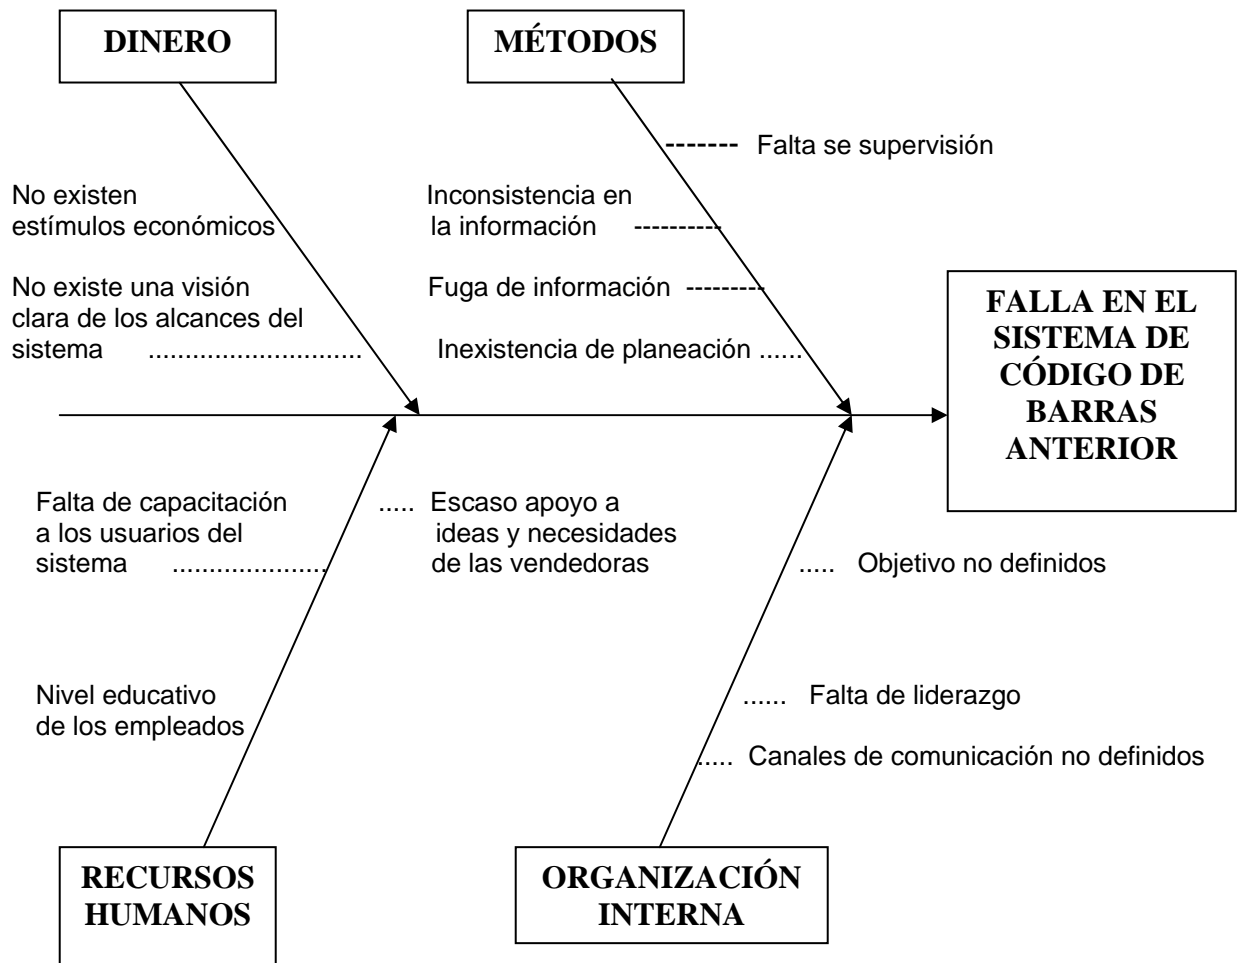 DINERO
MÉTODOS
------- Falta se supervisión
No existen
estímulos económicos
Inconsistencia en
la información ----------
No existe una visión
clara de los alcances del
sistema .............................
Fuga de información ---------
Inexistencia de planeación ......
FALLA EN EL
SISTEMA DE
CÓDIGO DE
BARRAS
ANTERIOR
Falta de capacitación
a los usuarios del
sistema .....................
..... Escaso apoyo a
ideas y necesidades
de las vendedoras
..... Objetivo no definidos
Nivel educativo
de los empleados
...... Falta de liderazgo
..... Canales de comunicación no definidos
RECURSOS
HUMANOS
ORGANIZACIÓN
INTERNA